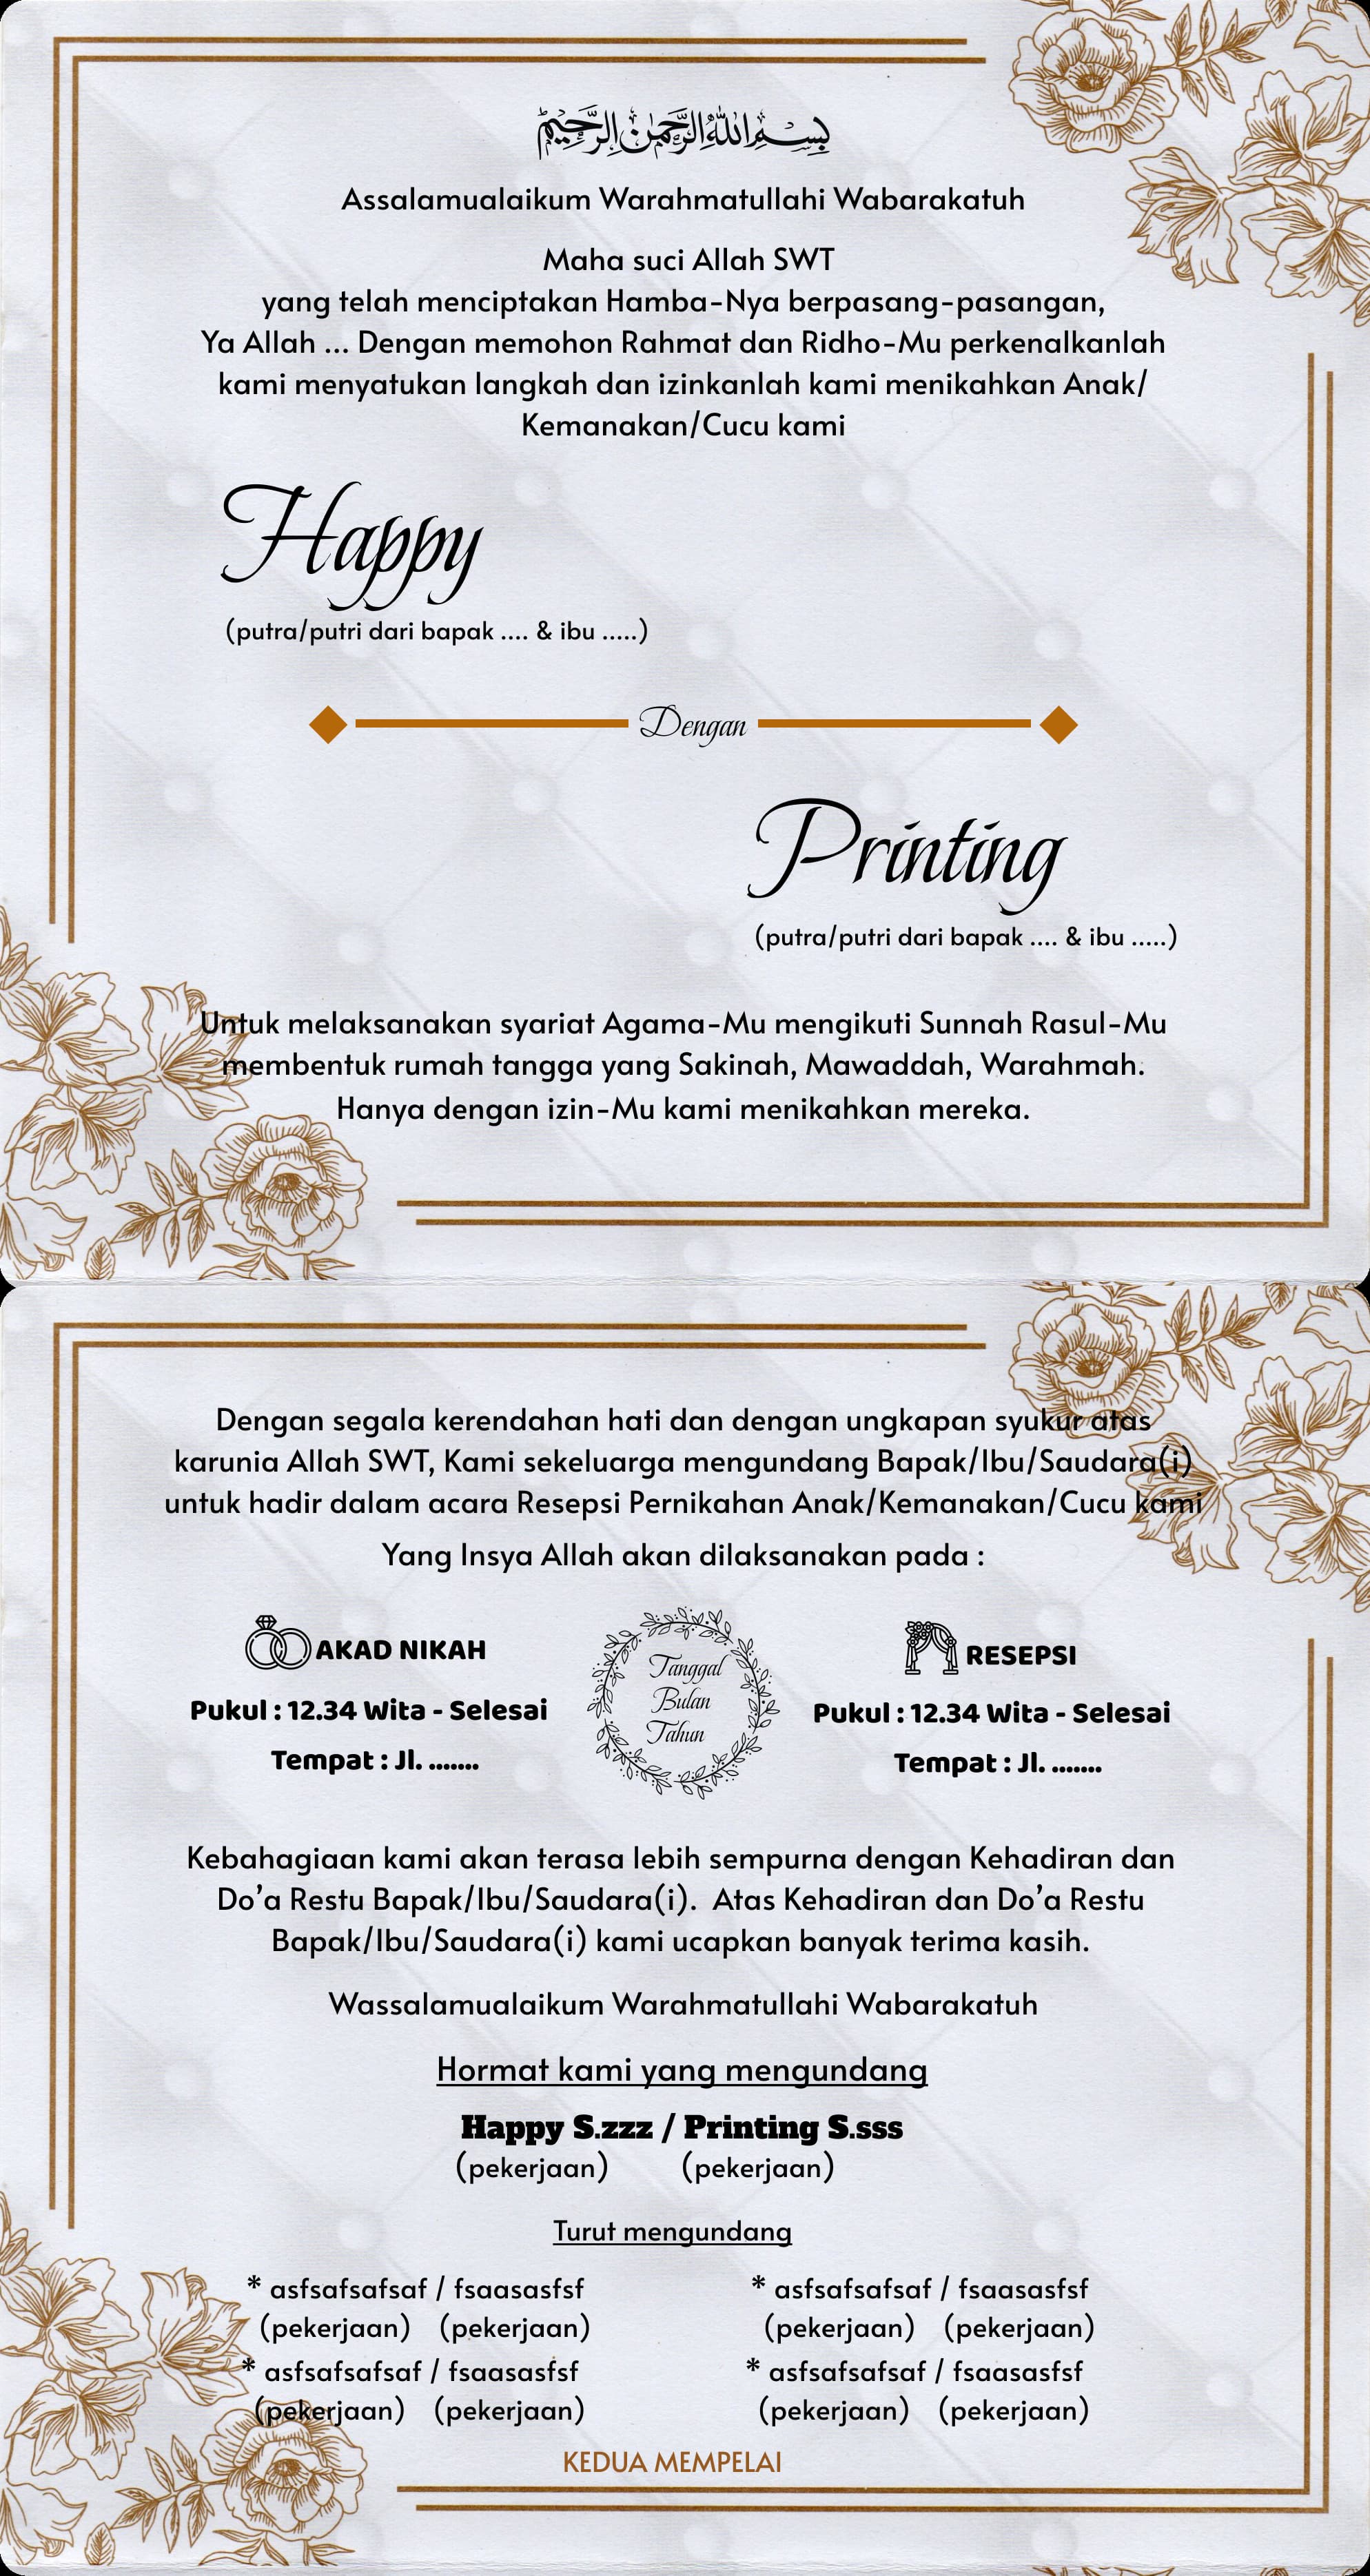 بسم الله الرحمن الرحيم
Assalamualaikum Warahmatullahi Wabarakatuh
Maha suci Allah SWT
yang telah menciptakan Hamba-Nya berpasang-pasangan,
Ya Allah ... Dengan memohon Rahmat dan Ridho-Mu perkenalkanlah
kami menyatukan langkah dan izinkanlah kami menikahkan Anak/
Kemanakan/Cucu kami
Happy
(putra/putri dari bapak .... & ibu .....)
Dengan
Printing
(putra/putri dari bapak .... & ibu .....)
Untuk melaksanakan syariat Agama-Mu mengikuti Sunnah Rasul-Mu
membentuk rumah tangga yang Sakinah, Mawaddah, Warahmah.
Hanya dengan izin-Mu kami menikahkan mereka.
Dengan segala kerendahan hati dan dengan ungkapan syukur atas
karunia Allah SWT, Kami sekeluarga mengundang Bapak/Ibu/Saudara(i)
untuk hadir dalam acara Resepsi Pernikahan Anak/Kemanakan/Cucu kami
Yang Insya Allah akan dilaksanakan pada :
AKAD NIKAH
Pukul : 12.34 Wita - Selesai
Tempat : Jl. .......
Tanggal
Bulan
Tahun
RESEPSI
Pukul : 12.34 Wita - Selesai
Tempat : Jl. .......
Kebahagiaan kami akan terasa lebih sempurna dengan Kehadiran dan
Do’a Restu Bapak/Ibu/Saudara(i).  Atas Kehadiran dan Do’a Restu
Bapak/Ibu/Saudara(i) kami ucapkan banyak terima kasih.
Wassalamualaikum Warahmatullahi Wabarakatuh
Hormat kami yang mengundang
Happy S.zzz / Printing S.sss
(pekerjaan) (pekerjaan)
Turut mengundang
* asfsafsafsaf / fsaasasfsf
(pekerjaan) (pekerjaan)
* asfsafsafsaf / fsaasasfsf
(pekerjaan) (pekerjaan)
* asfsafsafsaf / fsaasasfsf
(pekerjaan) (pekerjaan)
* asfsafsafsaf / fsaasasfsf
(pekerjaan) (pekerjaan)
KEDUA MEMPELAI